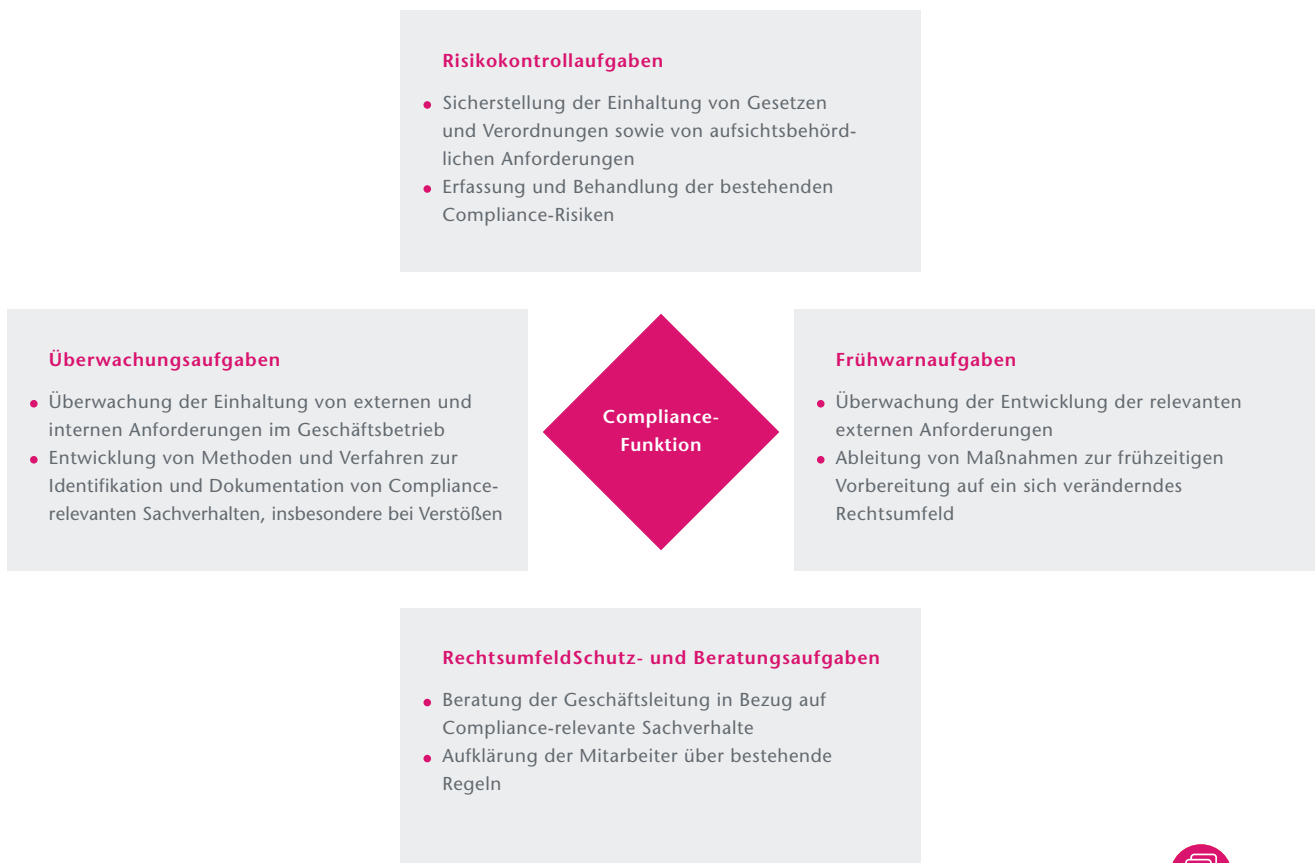 Risikokontrollaufgaben
Sicherstellung der Einhaltung von Gesetzen
und Verordnungen sowie von aufsichtsbehörd-
lichen Anforderungen
Erfassung und Behandlung der bestehenden
Compliance-Risiken
Überwachungsaufgaben
Überwachung der Einhaltung von externen und
internen Anforderungen im Geschäftsbetrieb
Entwicklung von Methoden und Verfahren zur
Identifikation und Dokumentation von Compliance-
relevanten Sachverhalten, insbesondere bei Verstößen
Compliance-
Funktion
Frühwarnaufgaben
Überwachung der Entwicklung der relevanten
externen Anforderungen
Ableitung von Maßnahmen zur frühzeitigen
Vorbereitung auf ein sich veränderndes
Rechtsumfeld
RechtsumfeldSchutz- und Beratungsaufgaben
Beratung der Geschäftsleitung in Bezug auf
Compliance-relevante Sachverhalte
Aufklärung der Mitarbeiter über bestehende
Regeln